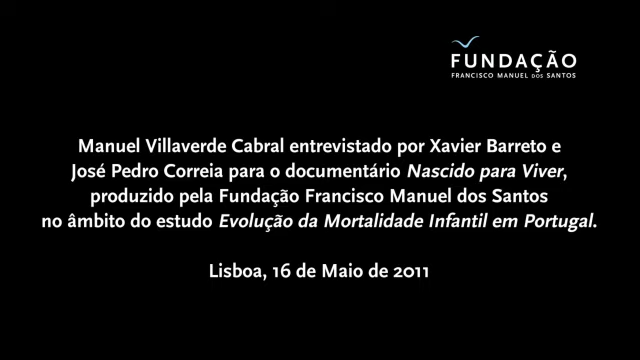 FUNDAÇÃO
FRANCISCO MANUEL DOS SANTOS
Manuel Villaverde Cabral entrevistado por Xavier Barreto e
José Pedro Correia para o documentário Nascido para Viver,
produzido pela Fundação Francisco Manuel dos Santos
no âmbito do estudo Evolução da Mortalidade Infantil em Portugal.
Lisboa, 16 de Maio de 2011